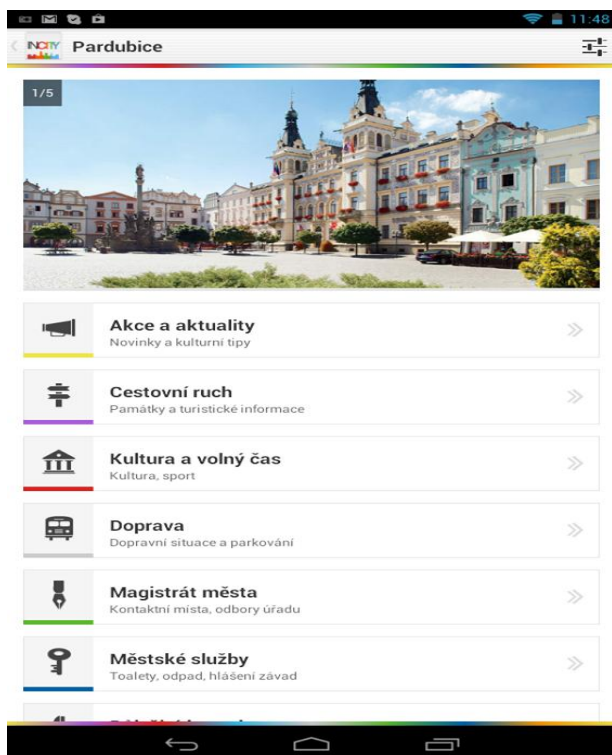 11:48
INCITY
Pardubice
1/5
Akce a aktuality
Novinky a kulturní tipy
Cestovní ruch
Památky a turistické informace
Kultura a volný čas
Kultura, sport
Doprava
Dopravní situace a parkování
Magistrát města
Kontaktní místa, odbory úřadu
Městské služby
Toalety, odpad, hlášení závad